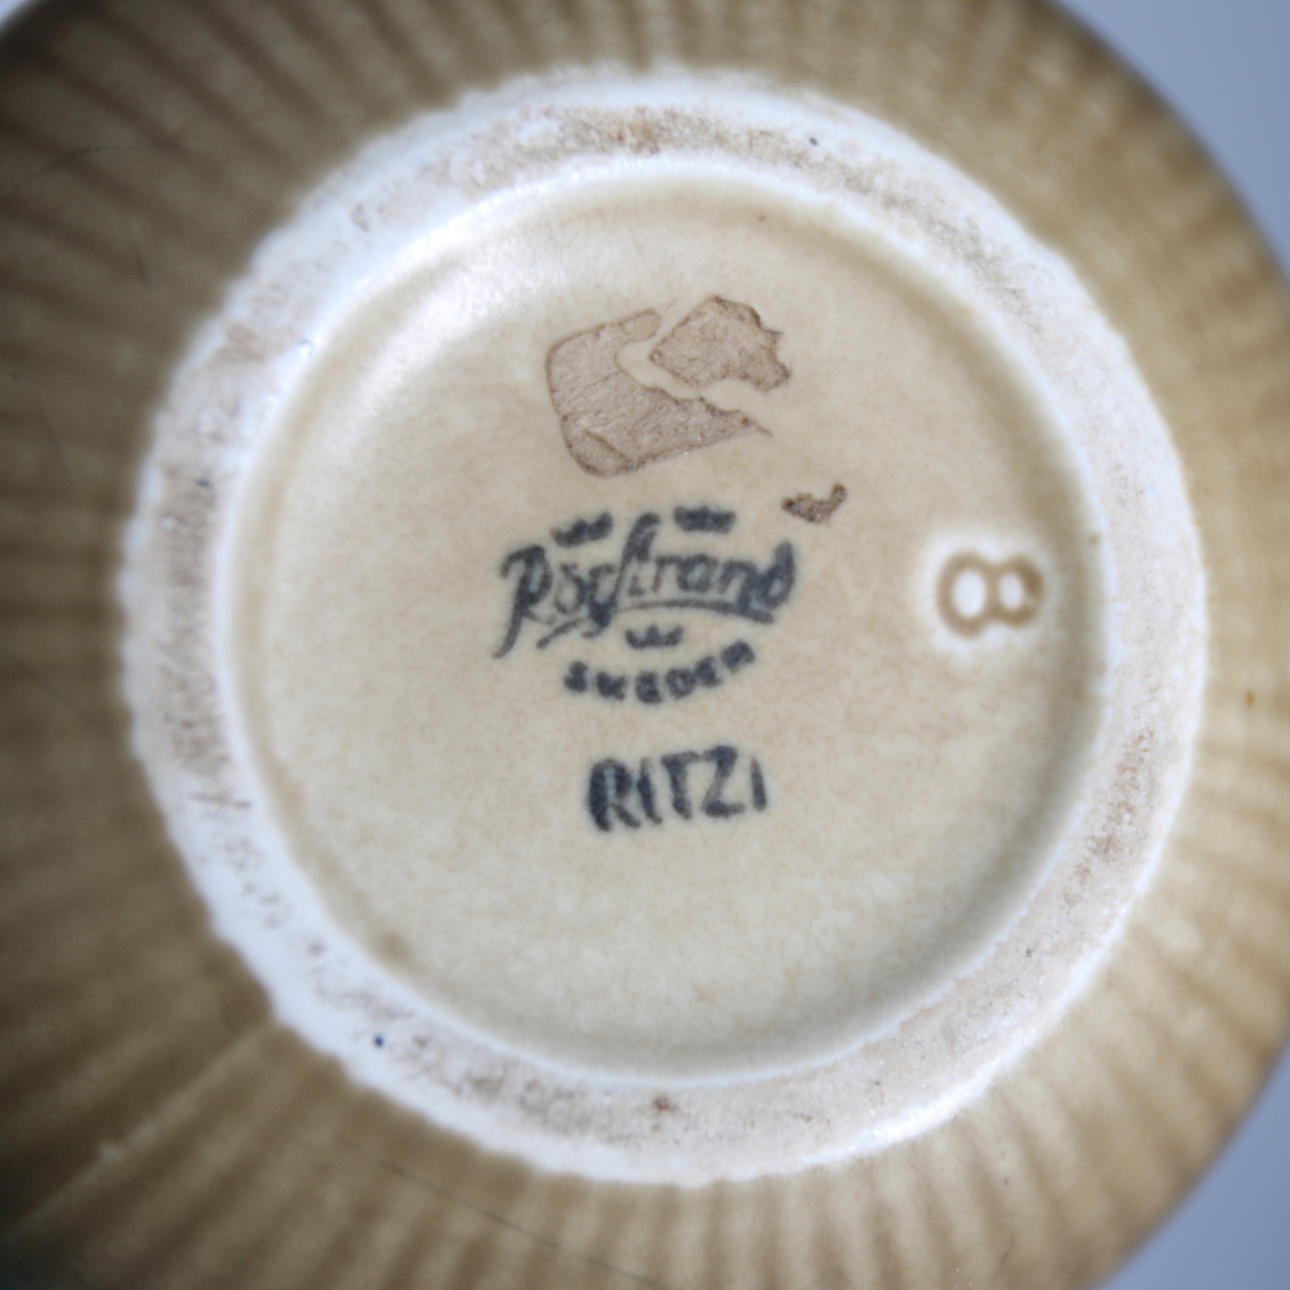 Rörstrand
SWEDEN
RITZI
8